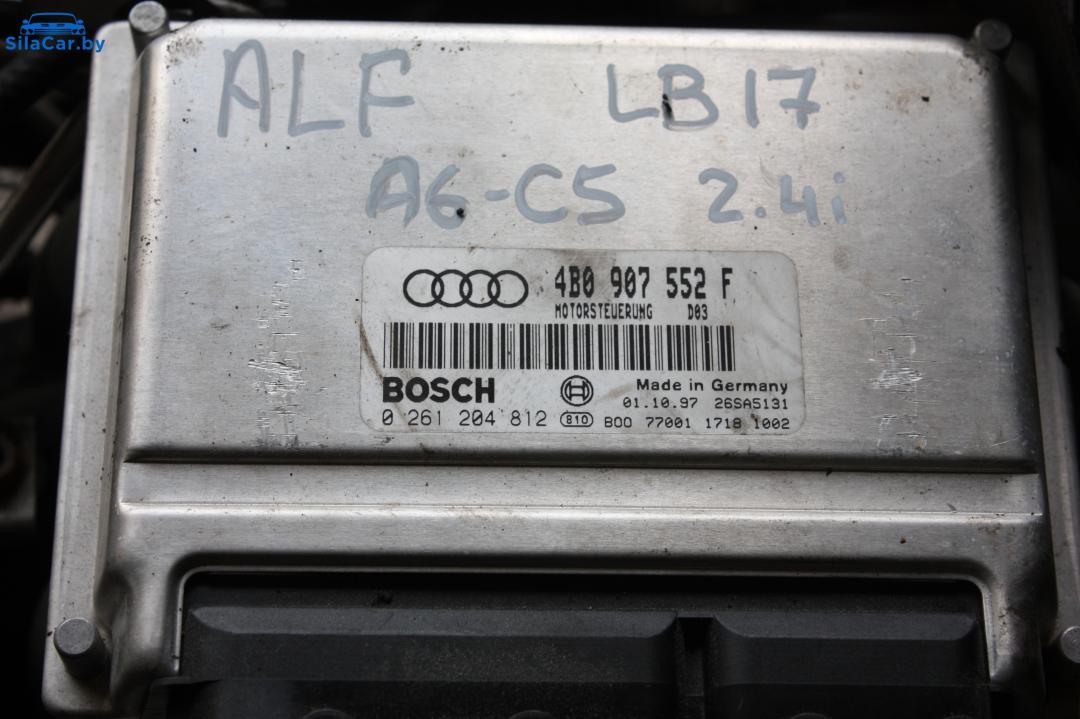 SilaCar.by
ALF LB17
A6-C5 2.4i
4B0 907 552 F
MOTORSTEUERUNG D03
BOSCH Made in Germany
01.10.97 26SA5131
0 261 204 812 810 B00 77001 1718 1002